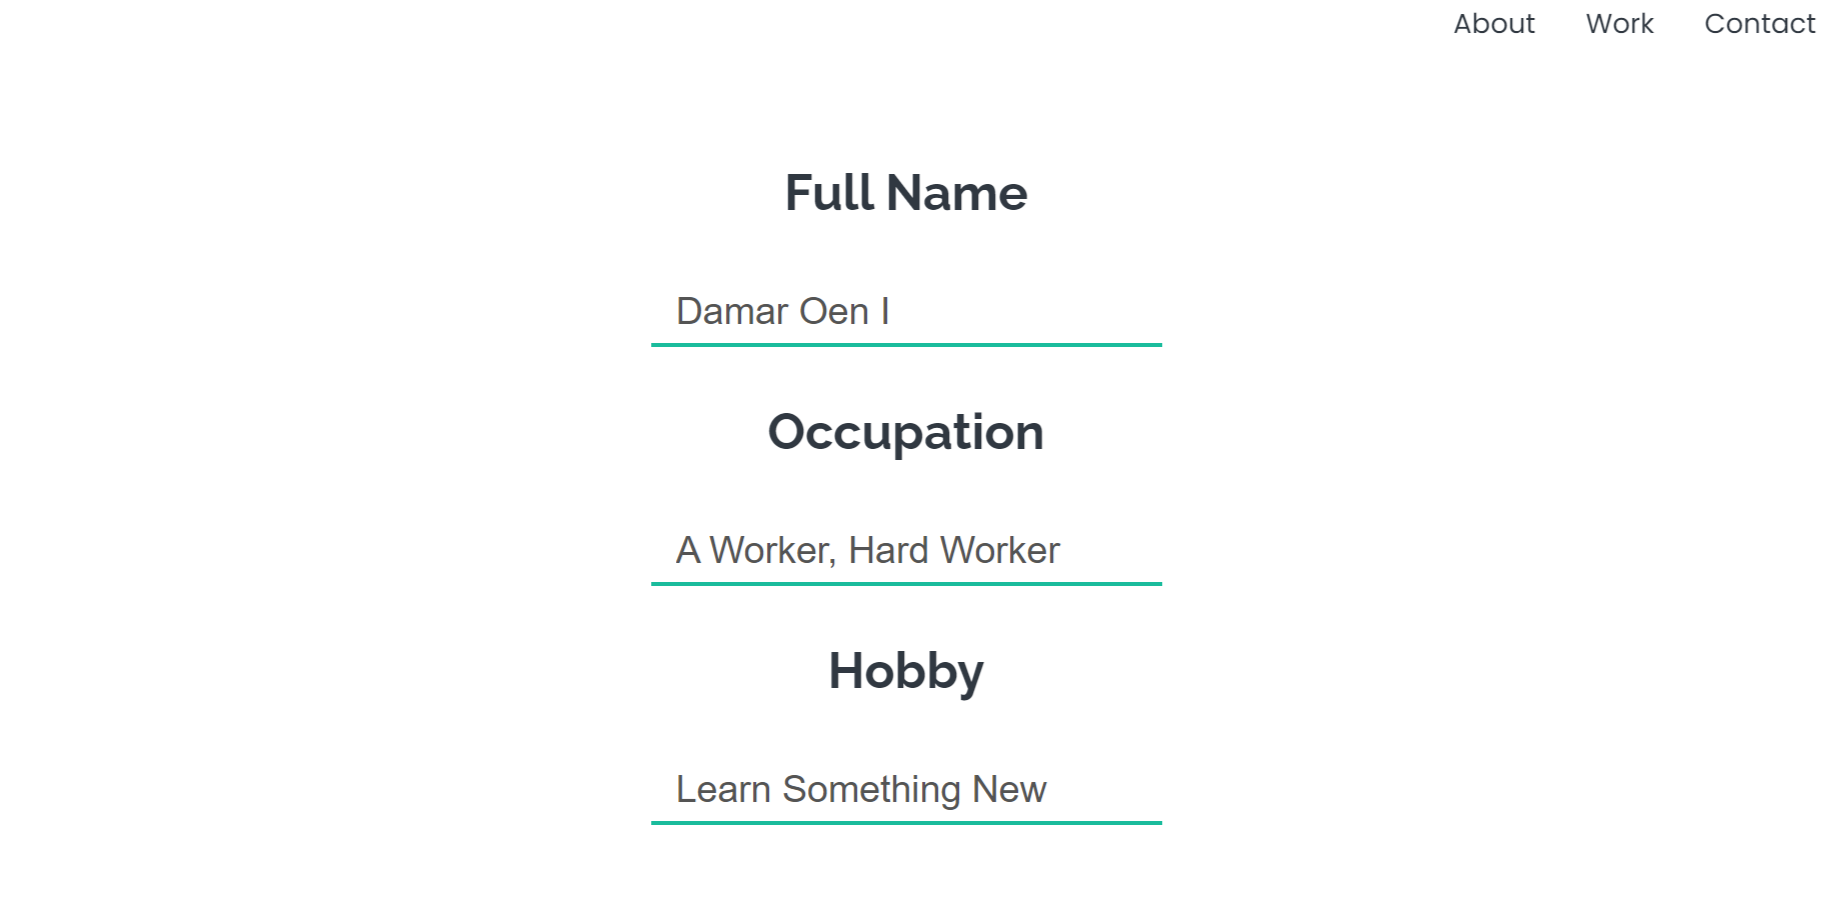 About Work Contact
Full Name
Damar Oen I
Occupation
A Worker, Hard Worker
Hobby
Learn Something New